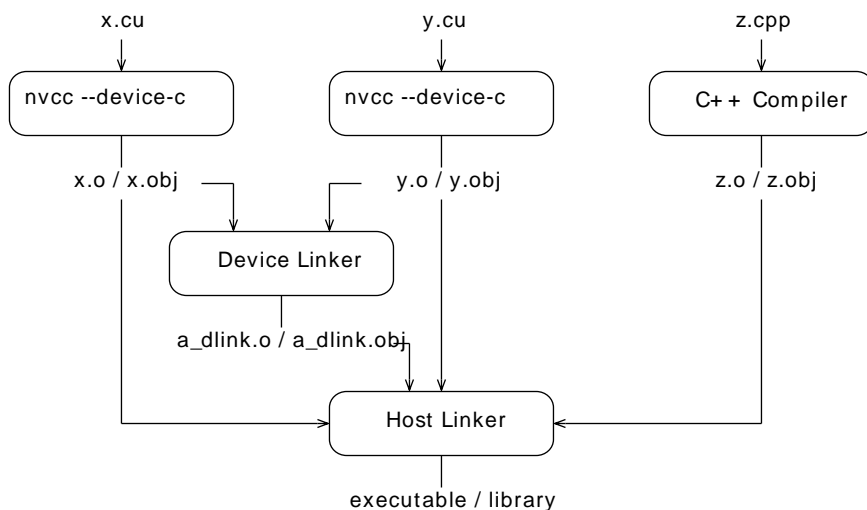 x.cu y.cu z.cpp
nvcc --device-c nvcc --device-c C++ Compiler
x.o / x.obj y.o / y.obj z.o / z.obj
Device Linker
a_dlink.o / a_dlink.obj
Host Linker
executable / library